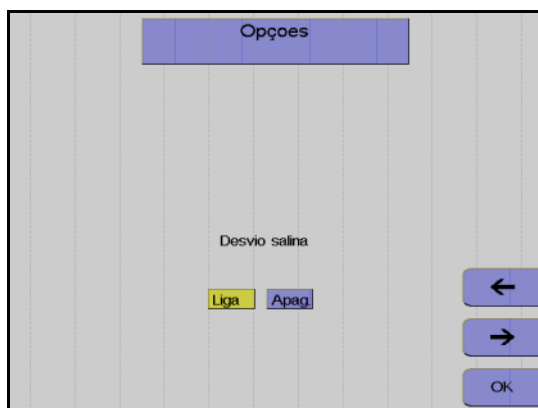 Opçoes
Desvio salina
Liga Apag.
←
→
OK